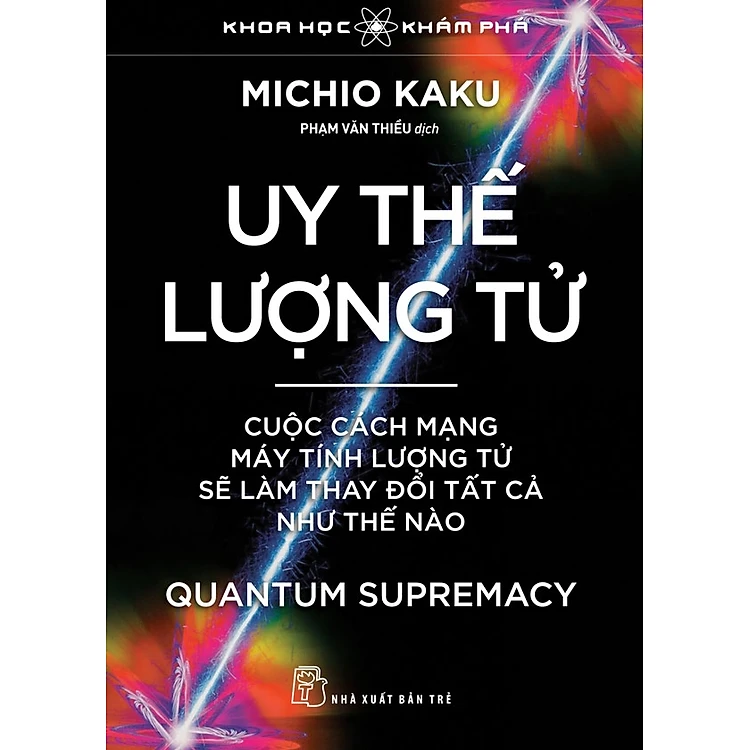 KHOA HỌC KHÁM PHÁ
MICHIO KAKU
PHẠM VĂN THIỀU dịch
UY THẾ
LƯỢNG TỬ
CUỘC CÁCH MẠNG
MÁY TÍNH LƯỢNG TỬ
SẼ LÀM THAY ĐỔI TẤT CẢ
NHƯ THẾ NÀO
QUANTUM SUPREMACY
T
NHÀ XUẤT BẢN TRẺ